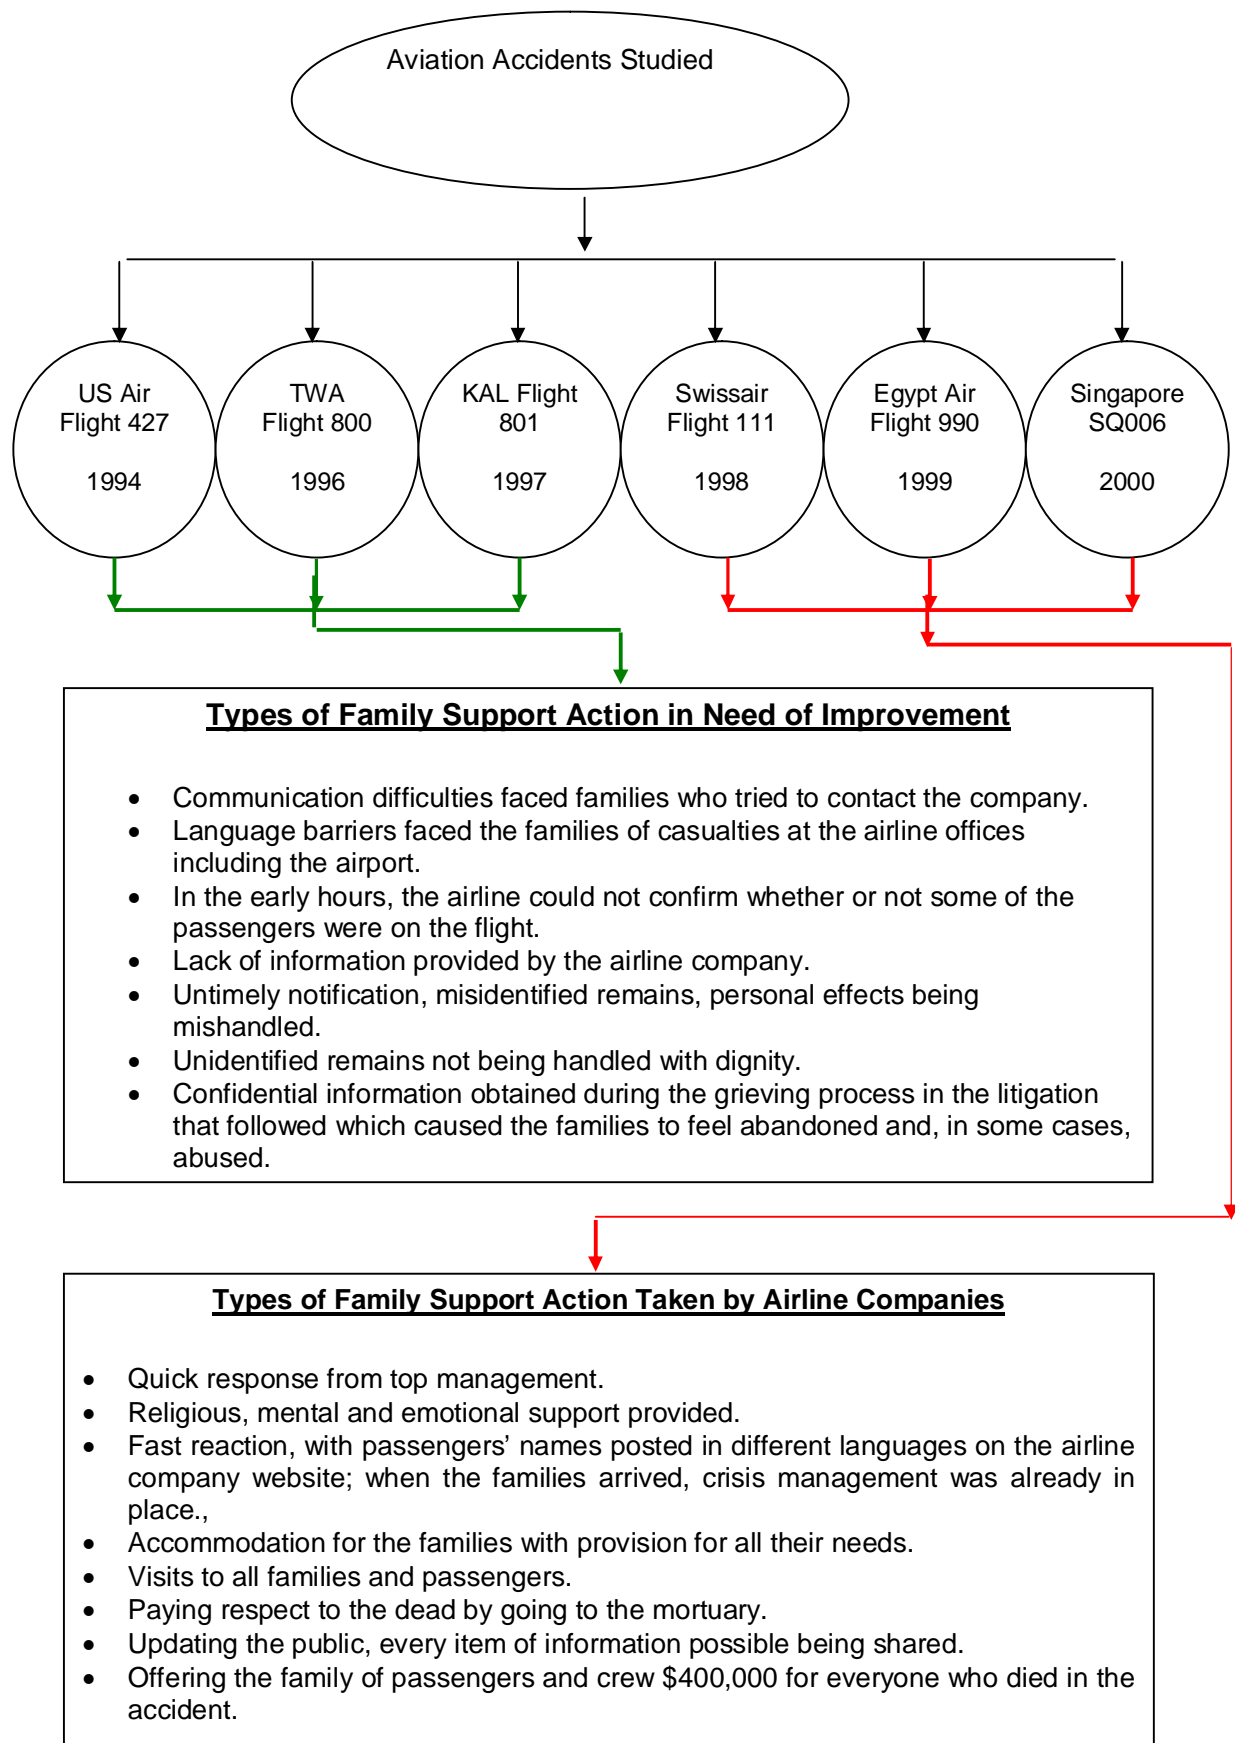 Aviation Accidents Studied
US Air
Flight 427
1994
TWA
Flight 800
1996
KAL Flight
801
1997
Swissair
Flight 111
1998
Egypt Air
Flight 990
1999
Singapore
SQ006
2000
Types of Family Support Action in Need of Improvement
• Communication difficulties faced families who tried to contact the company.
• Language barriers faced the families of casualties at the airline offices
including the airport.
• In the early hours, the airline could not confirm whether or not some of the
passengers were on the flight.
• Lack of information provided by the airline company.
• Untimely notification, misidentified remains, personal effects being
mishandled.
• Unidentified remains not being handled with dignity.
• Confidential information obtained during the grieving process in the litigation
that followed which caused the families to feel abandoned and, in some cases,
abused.
Types of Family Support Action Taken by Airline Companies
• Quick response from top management.
• Religious, mental and emotional support provided.
• Fast reaction, with passengers’ names posted in different languages on the airline
company website; when the families arrived, crisis management was already in
place.,
• Accommodation for the families with provision for all their needs.
• Visits to all families and passengers.
• Paying respect to the dead by going to the mortuary.
• Updating the public, every item of information possible being shared.
• Offering the family of passengers and crew $400,000 for everyone who died in the
accident.